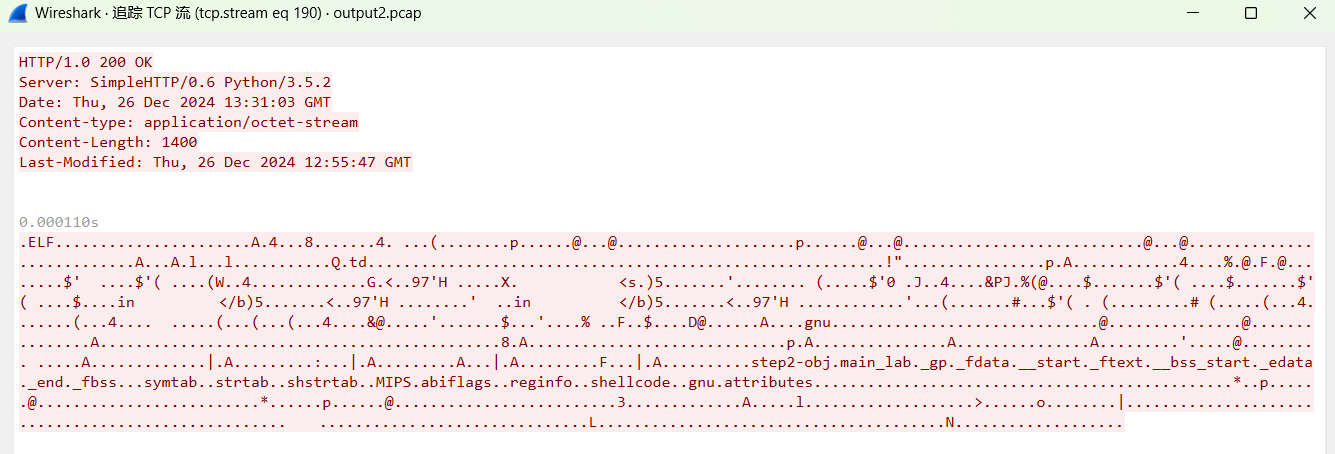 Wireshark · 追踪 TCP 流 (tcp.stream eq 190) · output2.pcap
HTTP/1.0 200 OK
Server: SimpleHTTP/0.6 Python/3.5.2
Date: Thu, 26 Dec 2024 13:31:03 GMT
Content-type: application/octet-stream
Content-Length: 1400
Last-Modified: Thu, 26 Dec 2024 12:55:47 GMT
0.000110s
.ELF......................A.4...8.......4. ...(........p......@...@....................p......@...@...........................@...@..............
.............A...A.l...l...........Q.td.............................................................!"................p.A............4....%.@.F.@...
.....$' ....$'( .....(W..4.............G.<..97'H .....X. <s.)5.......'........ (.....$'0 .J..4....&PJ.%(@....$.......$'( ....$.......$'
( ....$....in </b)5.......<..97'H ........' ..in </b)5.......<..97'H ............'...(.......#...$'( . (........# (.....(...4.
......(...4.... .....(...(...(...4....&@.....'.......$...'....% ..F..$....D@......A....gnu..............................@...............@.......
........A.............................................8.A.............................p.A...............A...............A.........'.....@........
. .....A.............|.A.........:...|.A.........A...|.A.........F...|.A..........step2-obj.main_lab._gp._fdata.__start._ftext.__bss_start._edata
._end._fbss...symtab..strtab..shstrtab..MIPS.abiflags..reginfo..shellcode..gnu.attributes...............................................*..p.....
.@.........................*......p......@.........................3.............A.....l...................>......o........|.....................
.............................. ..............................L.......................................N...................